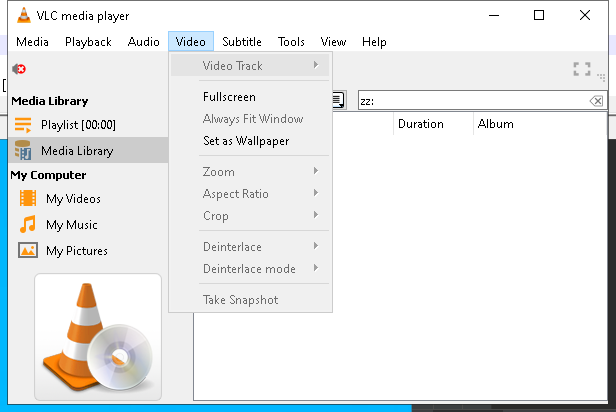 VLC media player
Media Playback Audio Video Subtitle Tools View Help
Video Track
Media Library
Fullscreen
zz:
Playlist [00:00]
Always Fit Window
Duration Album
Media Library
Set as Wallpaper
My Computer
Zoom
My Videos
Aspect Ratio
My Music
Crop
My Pictures
Deinterlace
Deinterlace mode
Take Snapshot